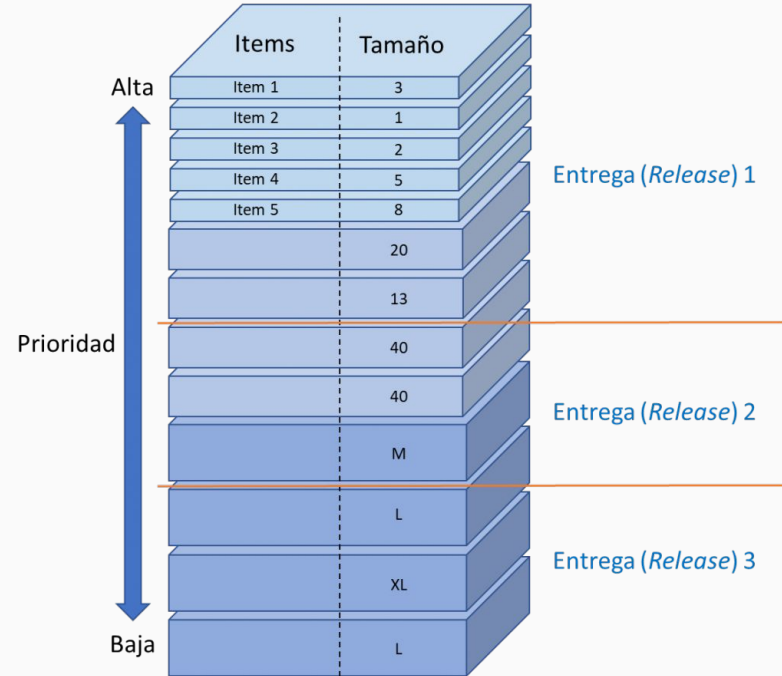 Items Tamaño
Alta
Item 1 3
Item 2 1
Item 3 2
Item 4 5
Entrega (Release) 1
Item 5 8
20
13
Prioridad
40
40
Entrega (Release) 2
M
L
Entrega (Release) 3
XL
Baja
L